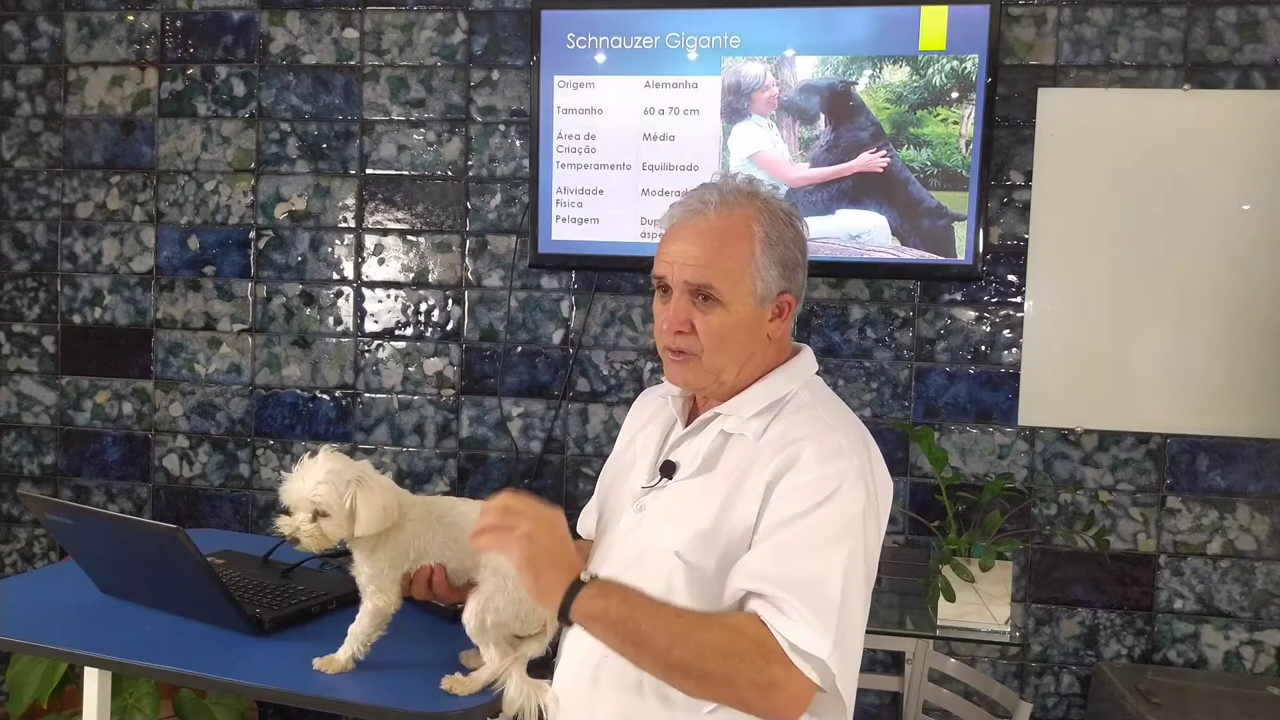 Schnauzer Gigante
Origem Alemanha
Tamanho 60 a 70 cm
Área de Média
Criação
Temperamento Equilibrado
Atividade
Física
Pelagem